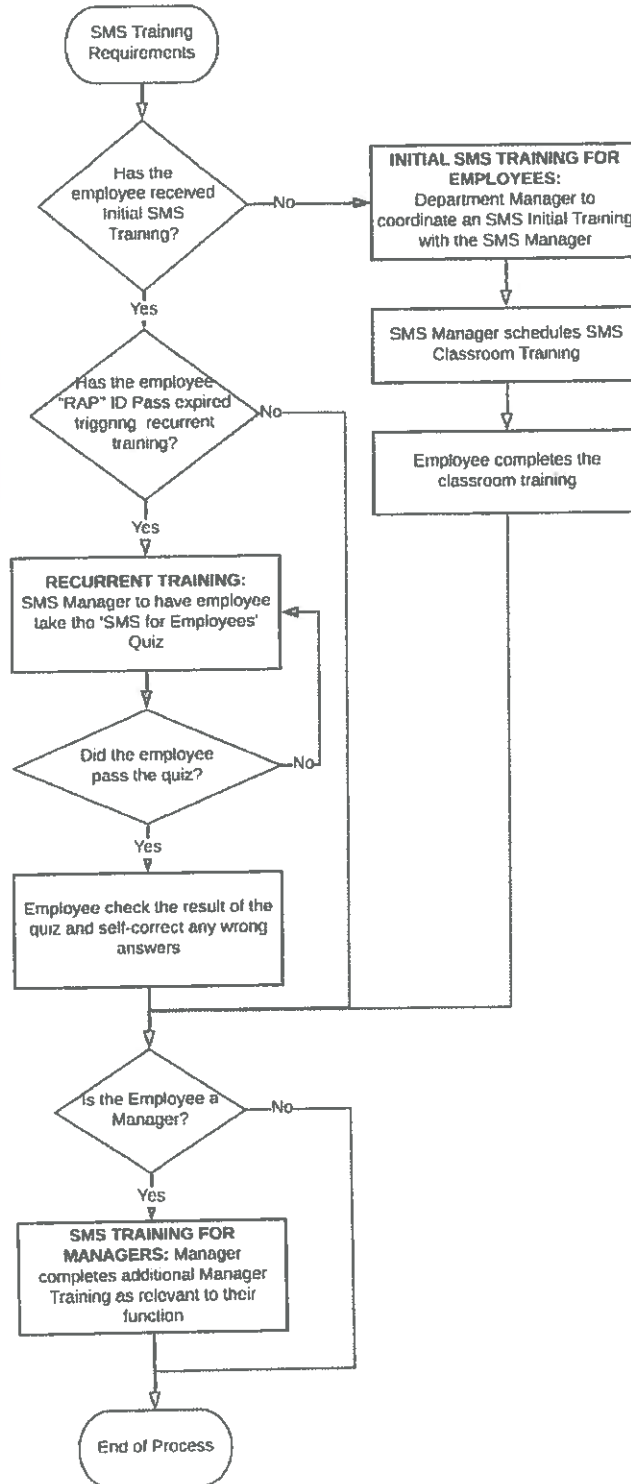 SMS Training
Requirements
Has the
employee received
Initial SMS
Training?
No
INITIAL SMS TRAINING FOR
EMPLOYEES:
Department Manager to
coordinate an SMS Initial Training
with the SMS Manager
Yes
SMS Manager schedules SMS
Classroom Training
Has the employee
"RAP" ID Pass expired
triggring recurrent
training?
No
Employee completes the
classroom training
Yes
RECURRENT TRAINING:
SMS Manager to have employee
take the 'SMS for Employees'
Quiz
Did the employee
pass the quiz?
No
Yes
Employee check the result of the
quiz and self-correct any wrong
answers
Is the Employee a
Manager?
No
Yes
SMS TRAINING FOR
MANAGERS: Manager
completes additional Manager
Training as relevant to their
function
End of Process